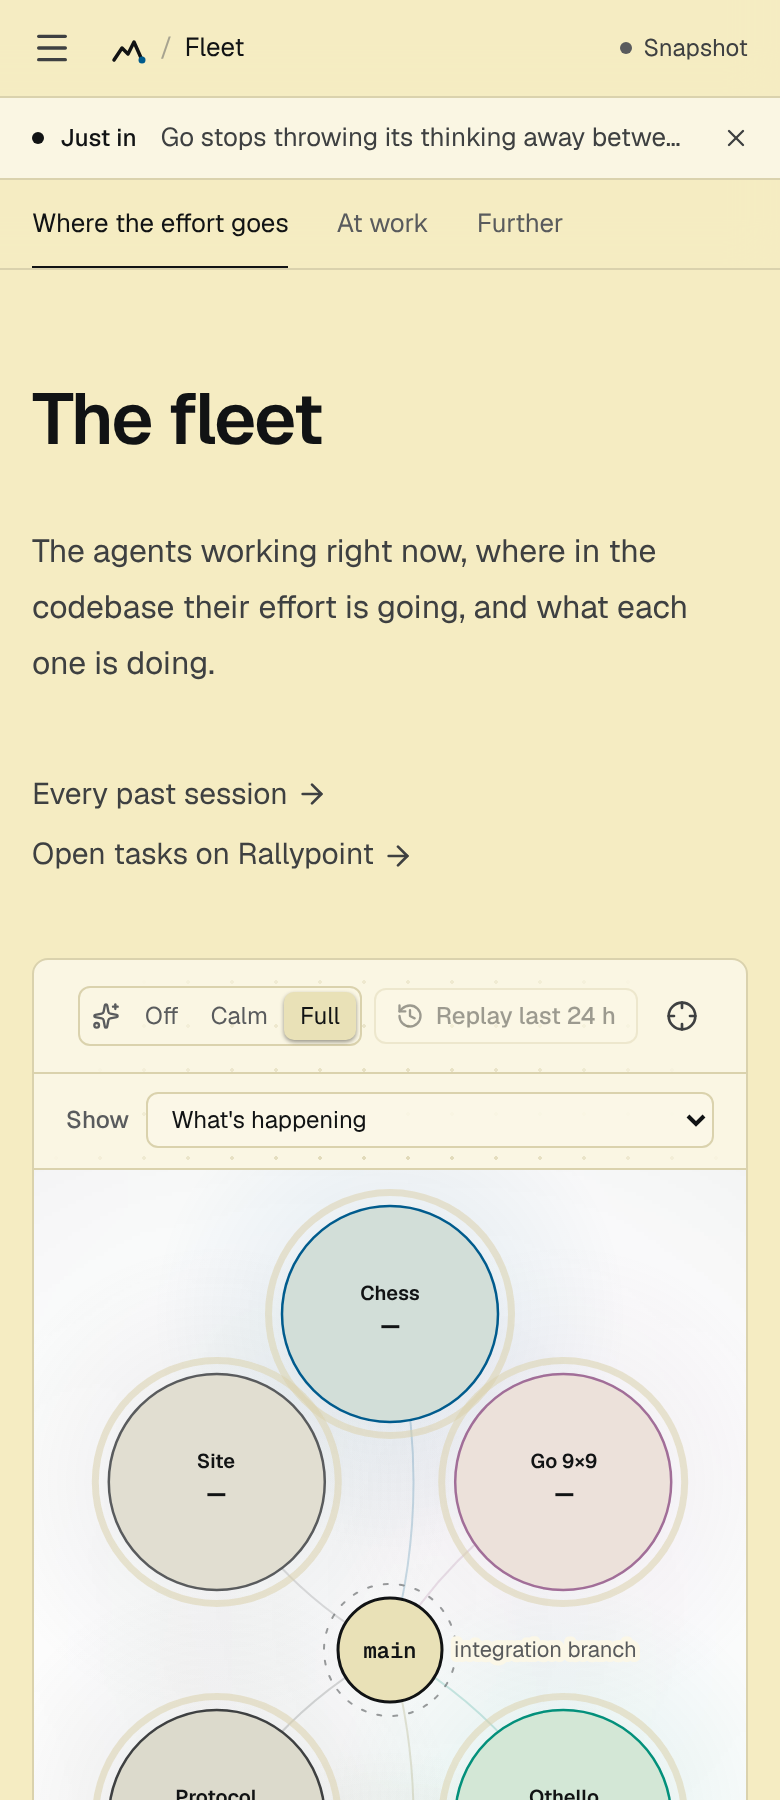 / Fleet
Snapshot
Just in Go stops throwing its thinking away betwe...
Where the effort goes
At work
Further
The fleet
The agents working right now, where in the
codebase their effort is going, and what each
one is doing.
Every past session →
Open tasks on Rallypoint →
Off
Calm
Full
Replay last 24 h
Show
What's happening
Chess
—
Site
—
Go 9×9
—
main
integration branch
Protocol
Othello